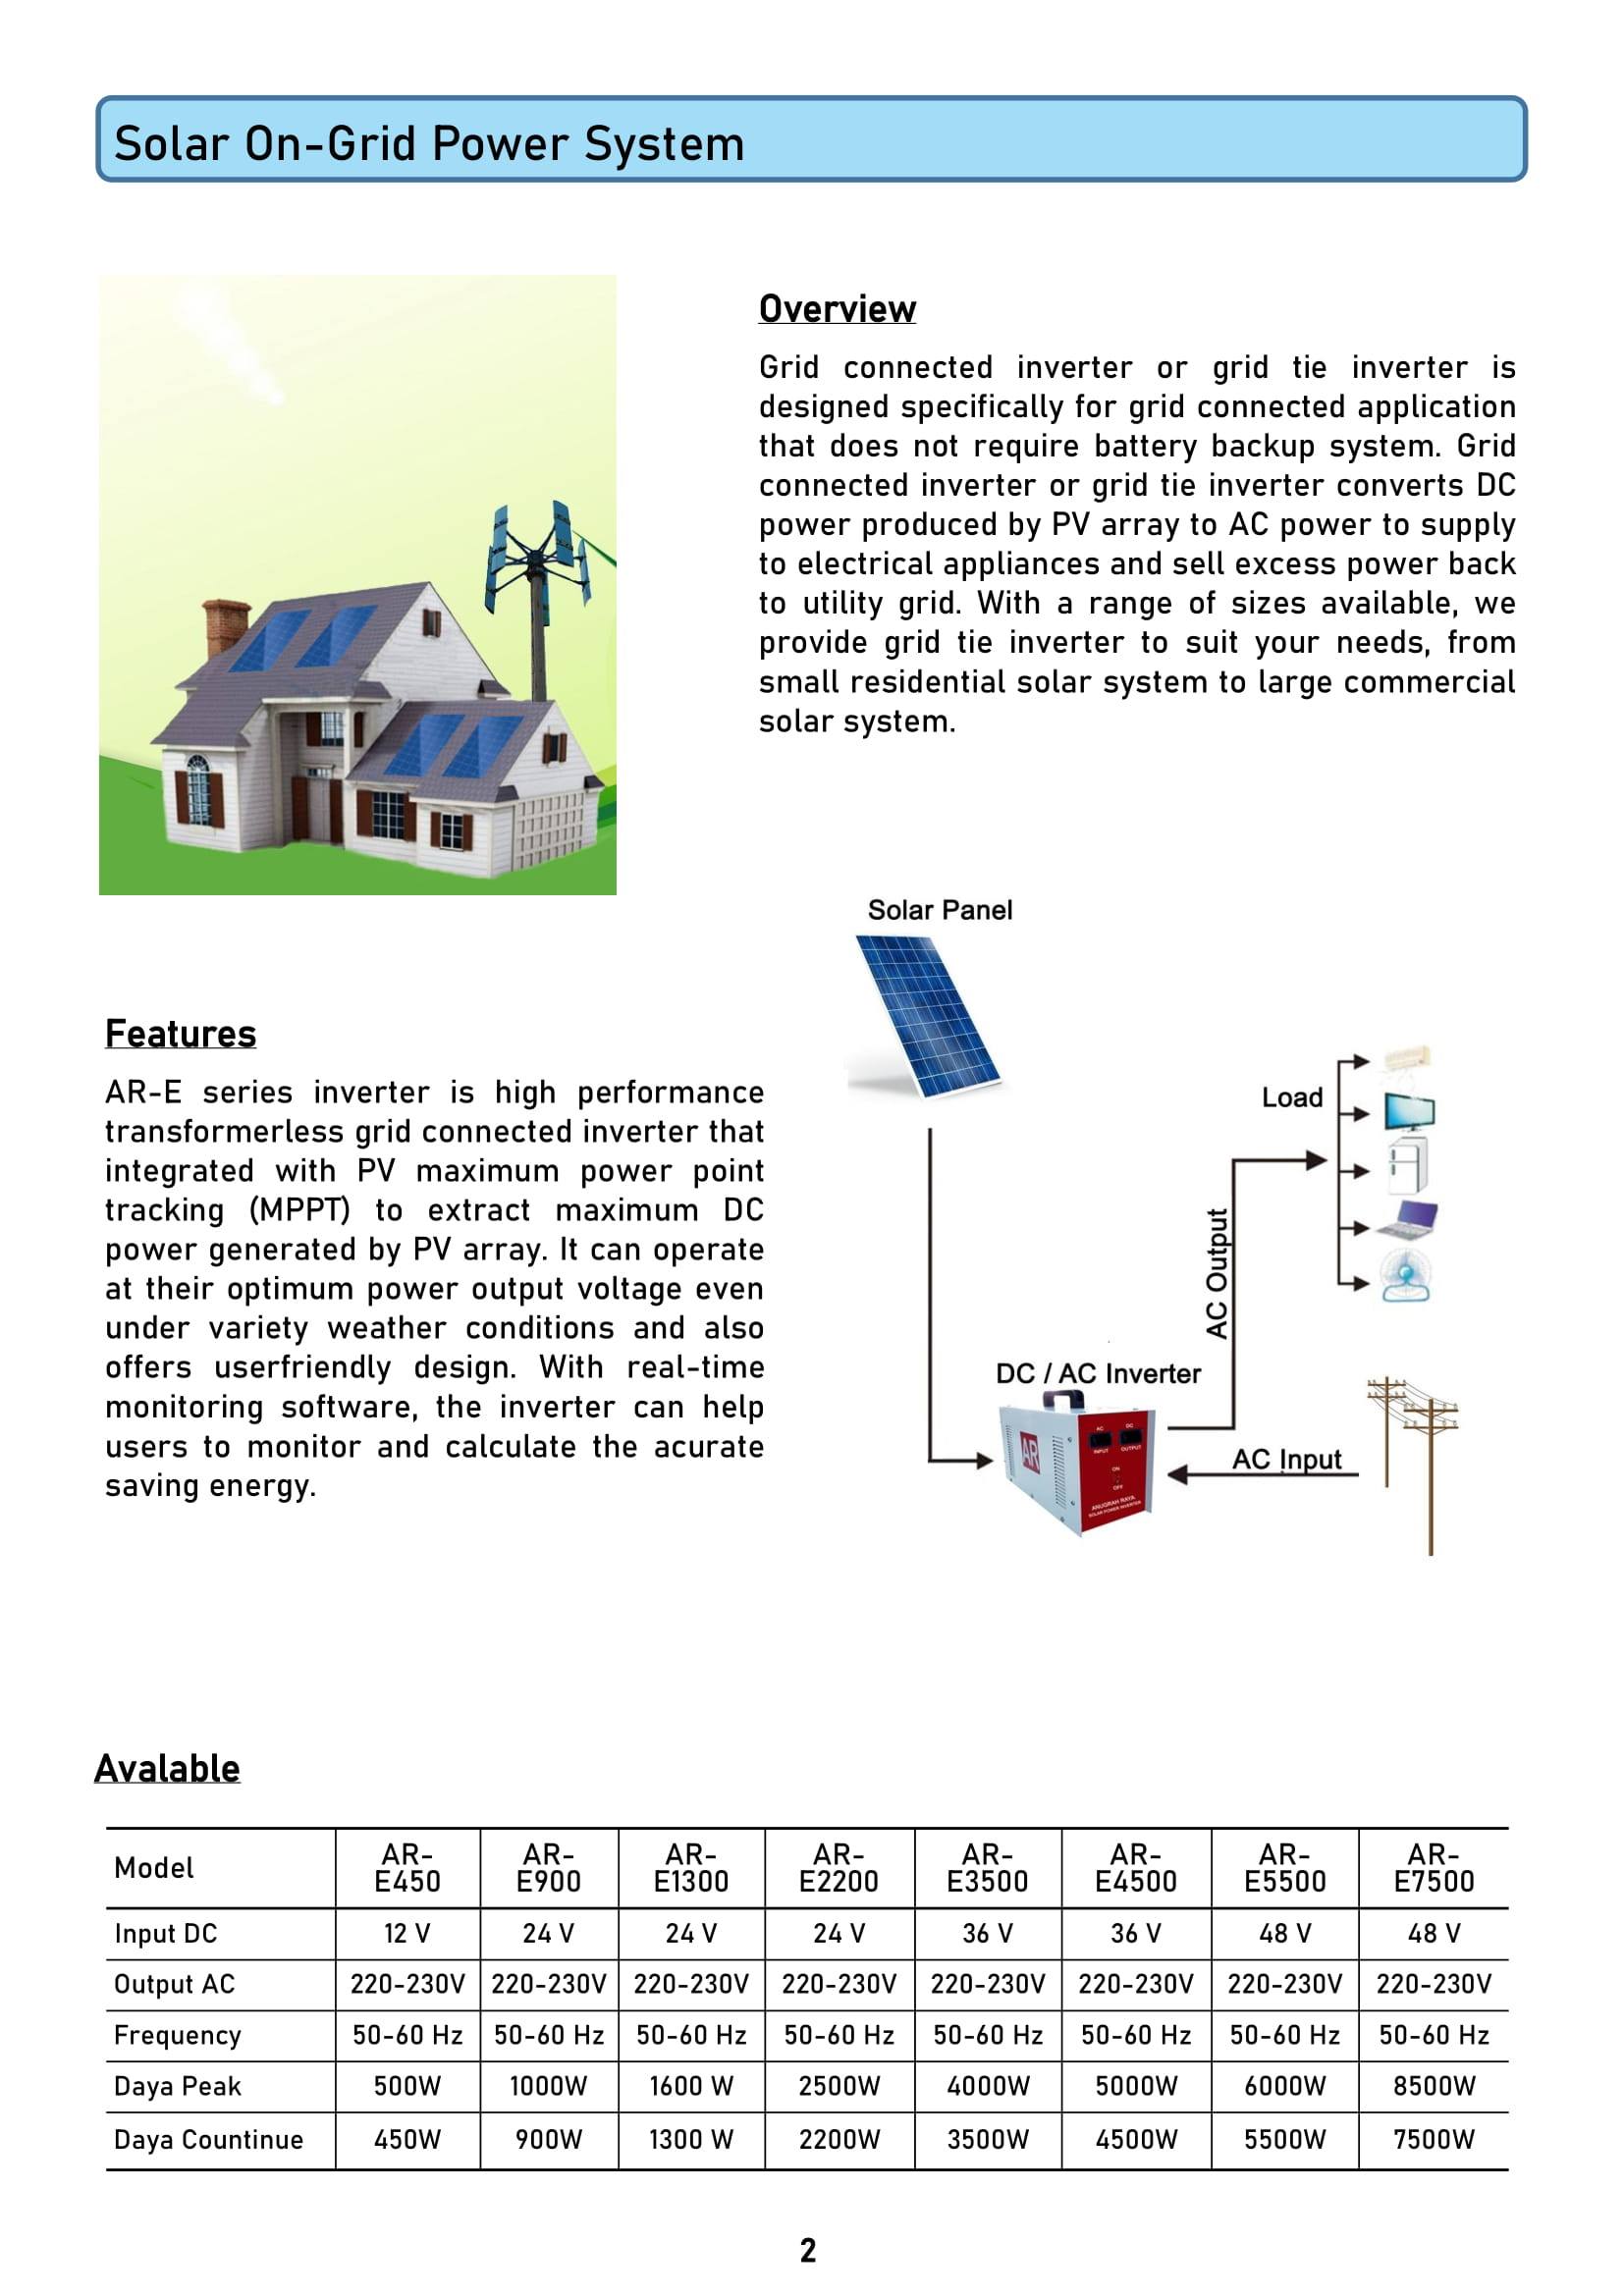 Solar On-Grid Power System
Overview
Grid connected inverter or grid tie inverter is
designed specifically for grid connected application
that does not require battery backup system. Grid
connected inverter or grid tie inverter converts DC
power produced by PV array to AC power to supply
to electrical appliances and sell excess power back
to utility grid. With a range of sizes available, we
provide grid tie inverter to suit your needs, from
small residential solar system to large commercial
solar system.
Features
AR-E series inverter is high performance
transformerless grid connected inverter that
integrated with PV maximum power point
tracking (MPPT) to extract maximum DC
power generated by PV array. It can operate
at their optimum power output voltage even
under variety weather conditions and also
offers userfriendly design. With real-time
monitoring software, the inverter can help
users to monitor and calculate the acurate
saving energy.
Solar Panel
Load
AC Output
DC / AC Inverter
AC Input
AR
AC DC
INPUT OUTPUT
ON
OFF
ANUGRAH RAYA
SOLAR POWER INVERTER
Avalable
Model AR-E450 AR-E900 AR-E1300 AR-E2200 AR-E3500 AR-E4500 AR-E5500 AR-E7500
Input DC 12 V 24 V 24 V 24 V 36 V 36 V 48 V 48 V
Output AC 220-230V 220-230V 220-230V 220-230V 220-230V 220-230V 220-230V 220-230V
Frequency 50-60 Hz 50-60 Hz 50-60 Hz 50-60 Hz 50-60 Hz 50-60 Hz 50-60 Hz 50-60 Hz
Daya Peak 500W 1000W 1600 W 2500W 4000W 5000W 6000W 8500W
Daya Countinue 450W 900W 1300 W 2200W 3500W 4500W 5500W 7500W
2